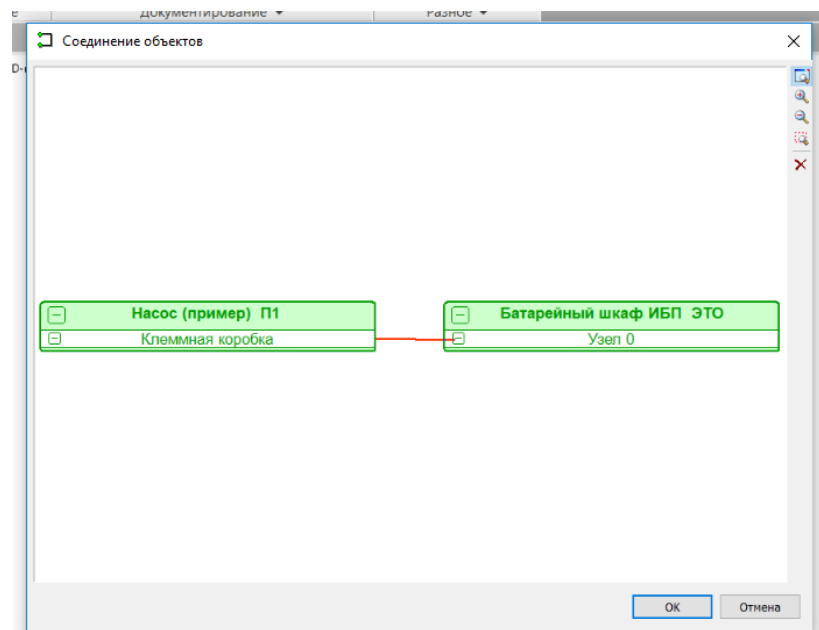 е
Документирование
Разное
Соединение объектов
D-
Насос (пример) П1
Клеммная коробка
Батарейный шкаф ИБП ЭТО
Узел 0
ОК
Отмена